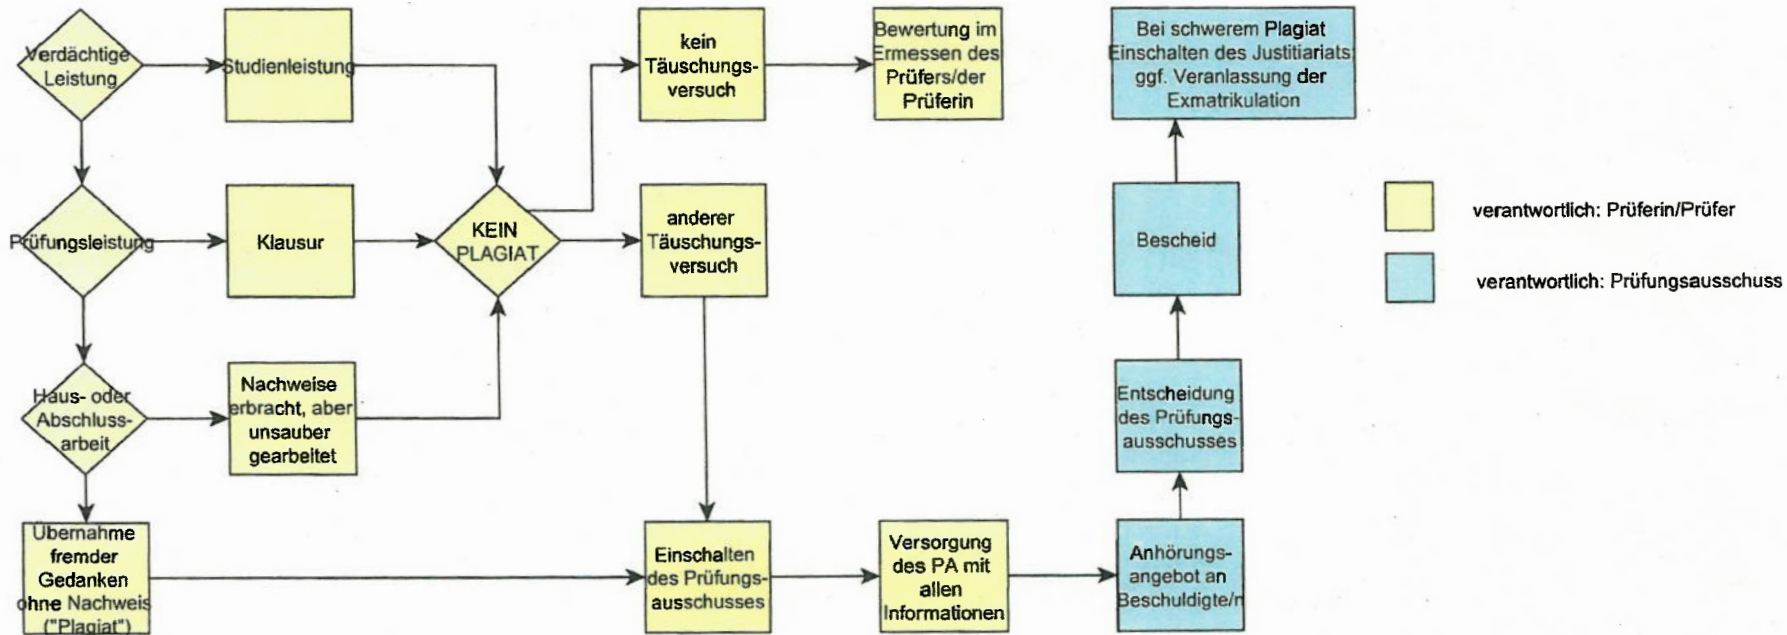 Verdächtige
Leistung
Studienleistung
kein
Täuschungs-
versuch
Bewertung im
Ermessen des
Prüfers/der
Prüferin
Bei schwerem Plagiat
Einschalten des Justitiariats
ggf. Veranlassung der
Exmatrikulation
Prüfungsleistung
Klausur
KEIN
PLAGIAT
anderer
Täuschungs-
versuch
Bescheid
verantwortlich: Prüferin/Prüfer
verantwortlich: Prüfungsausschuss
Haus- oder
Abschluss-
arbeit
Nachweise
erbracht, aber
unsauber
gearbeitet
Entscheidung
des Prüfungs-
ausschusses
Übernahme
fremder
Gedanken
ohne Nachweis
("Plagiat")
Einschalten
des Prüfungs-
ausschusses
Versorgung
des PA mit
allen
Informationen
Anhörungs-
angebot an
Beschuldigte/n